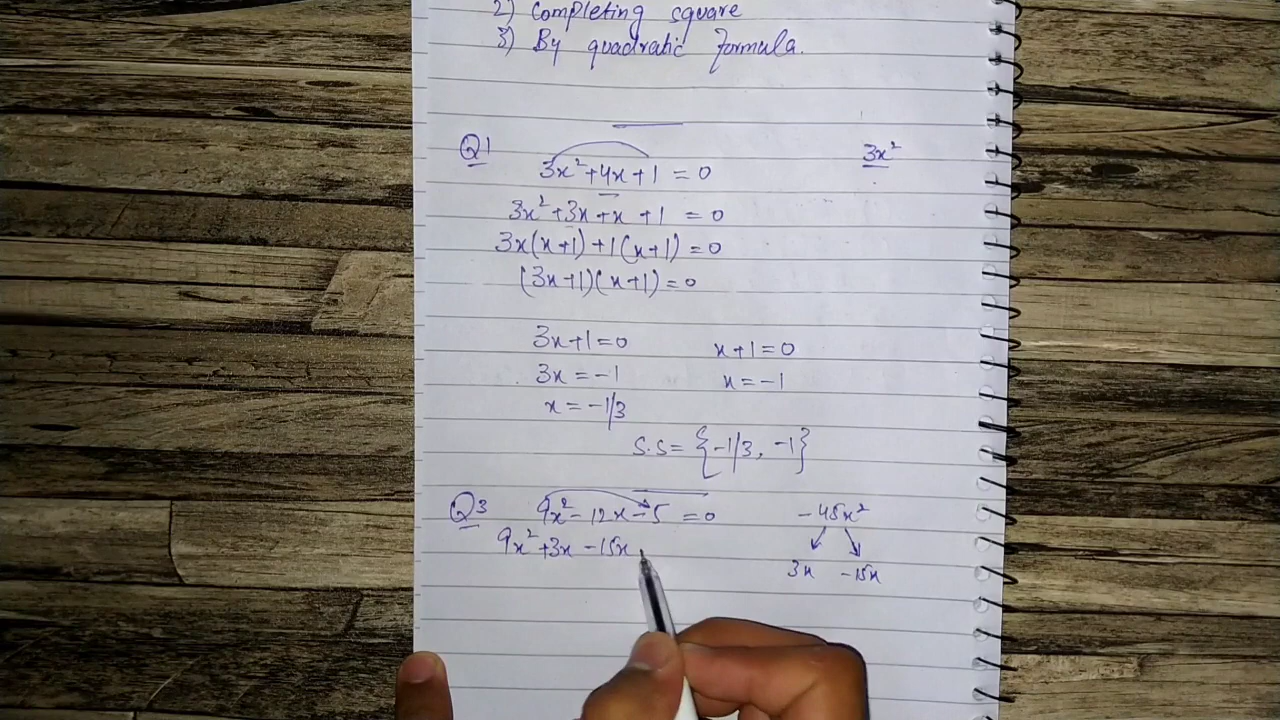 2) Completing square
3) By quadratic Formula.
Q1
3x²+4x+1 = 0
3x²
3x²+3x+x+1 = 0
3x(x+1)+1(x+1)=0
(3x+1)(x+1)=0
3x+1=0 x+1=0
3x=-1 x=-1
x=-1/3
S.S={-1/3, -1}
Q3 9x²-12x-5=0 -45x²
9x²+3x-15x
3x -15x